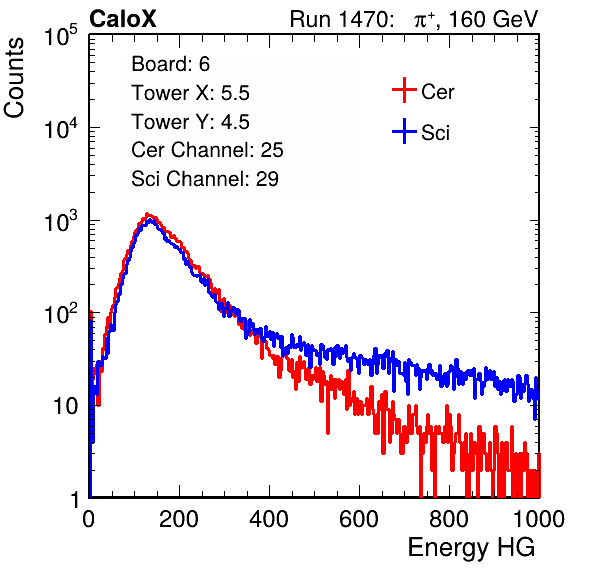 CaloX Run 1470: π⁺, 160 GeV
Counts
10⁵
10⁴
10³
10²
10
1
Board: 6
Tower X: 5.5
Tower Y: 4.5
Cer Channel: 25
Sci Channel: 29
Cer
Sci
0 200 400 600 800 1000
Energy HG